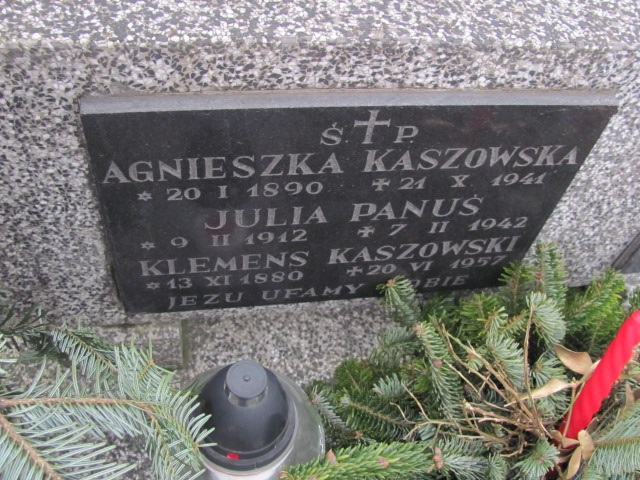 Ś.✝P.
AGNIESZKA KASZOWSKA
✡ 20 I 1890 ✝ 21 X. 1941
JULIA PANUŚ
✡ 9 II 1912 ✝ 7 II 1942
KLEMENS KASZOWSKI
✡ 13 XI 1880 ✝ 20 VI 1957
JEZU UFAMY TOBIE